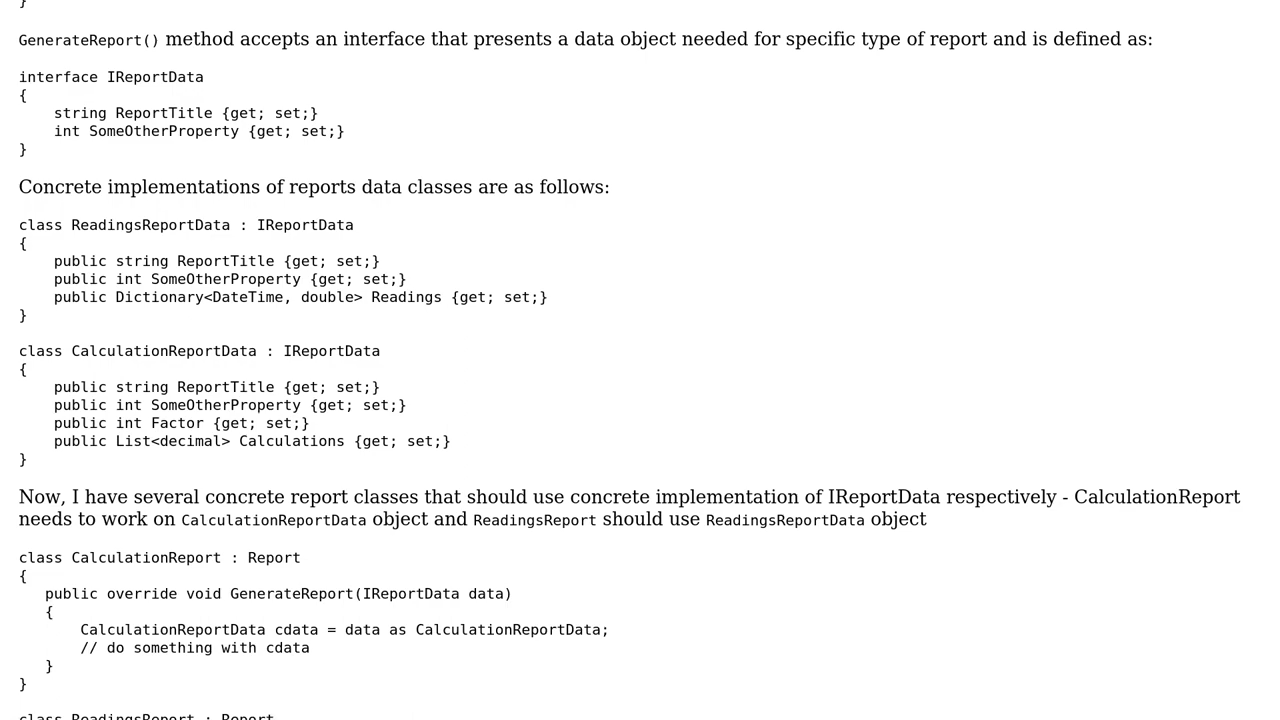 }
GenerateReport() method accepts an interface that presents a data object needed for specific type of report and is defined as:
interface IReportData
{
    string ReportTitle {get; set;}
    int SomeOtherProperty {get; set;}
}
Concrete implementations of reports data classes are as follows:
class ReadingsReportData : IReportData
{
    public string ReportTitle {get; set;}
    public int SomeOtherProperty {get; set;}
    public Dictionary<DateTime, double> Readings {get; set;}
}
class CalculationReportData : IReportData
{
    public string ReportTitle {get; set;}
    public int SomeOtherProperty {get; set;}
    public int Factor {get; set;}
    public List<decimal> Calculations {get; set;}
}
Now, I have several concrete report classes that should use concrete implementation of IReportData respectively - CalculationReport
needs to work on CalculationReportData object and ReadingsReport should use ReadingsReportData object
class CalculationReport : Report
{
   public override void GenerateReport(IReportData data)
   {
       CalculationReportData cdata = data as CalculationReportData;
       // do something with cdata
   }
}
class ReadingsReport : Report